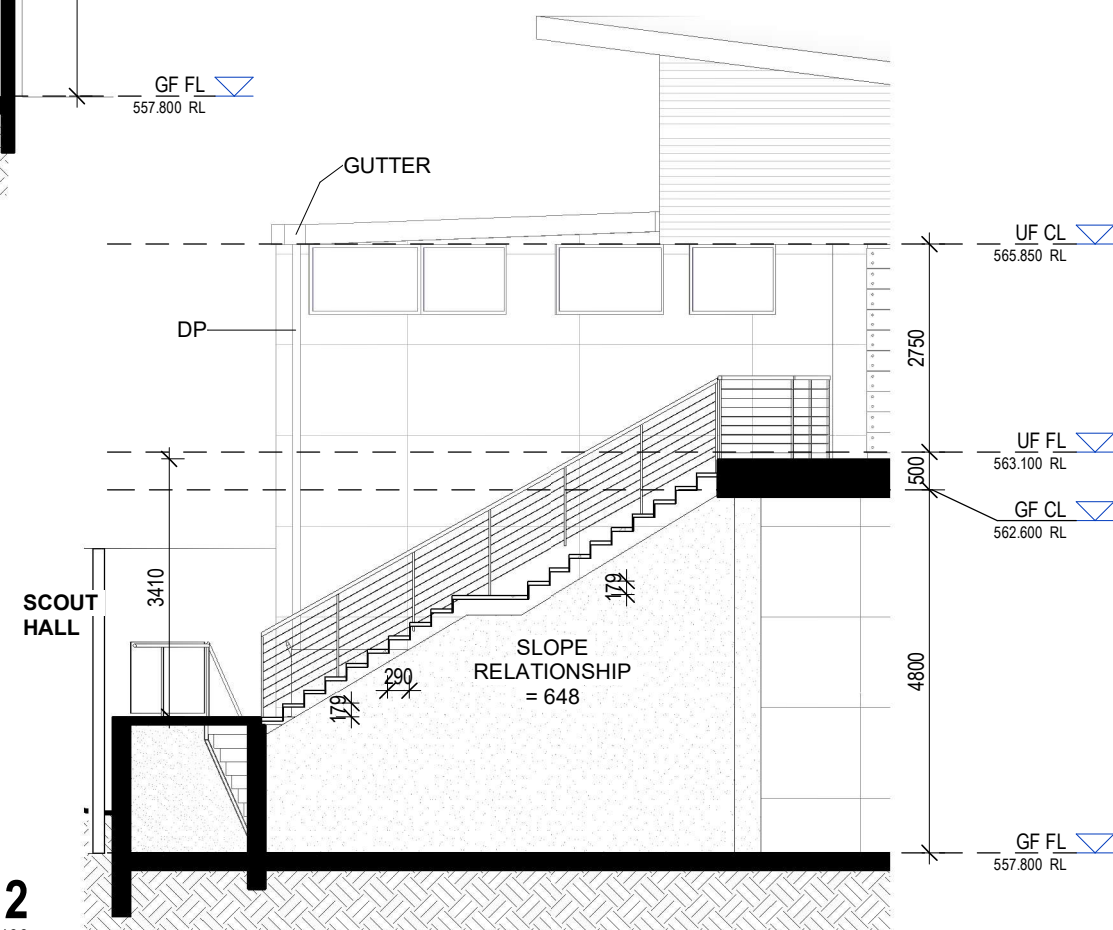 GF FL
557.800 RL
GUTTER
UF CL
565.850 RL
DP
2750
UF FL
563.100 RL
500
GF CL
562.600 RL
3410
SCOUT
HALL
179
SLOPE
RELATIONSHIP
= 648
290
179
4800
GF FL
557.800 RL
2